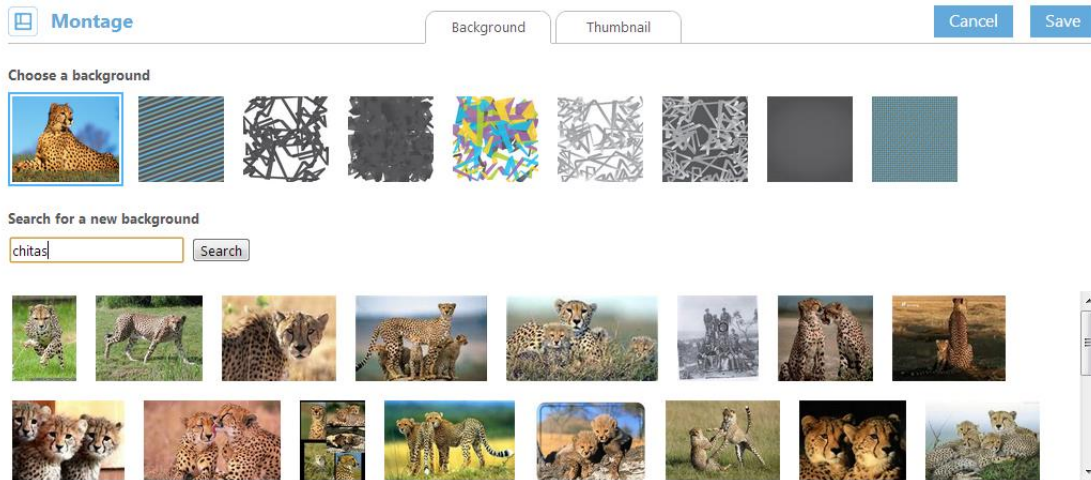 Montage
Background
Thumbnail
Cancel
Save
Choose a background
Search for a new background
chitas
Search